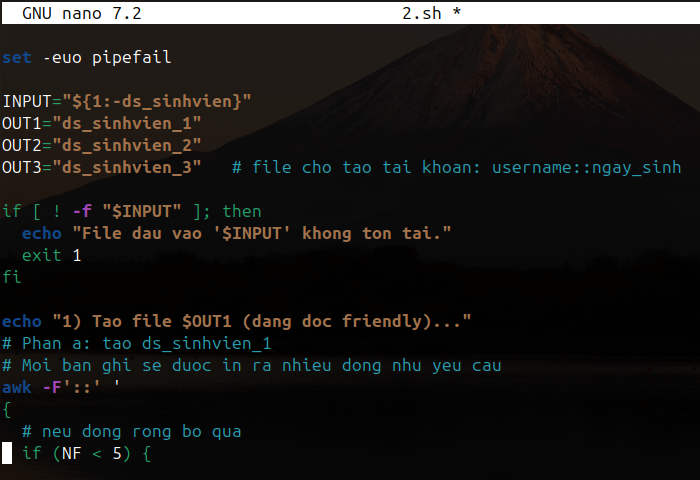 GNU nano 7.2 2.sh *
set -euo pipefail
INPUT="${1:-ds_sinhvien}"
OUT1="ds_sinhvien_1"
OUT2="ds_sinhvien_2"
OUT3="ds_sinhvien_3" # file cho tao tai khoan: username::ngay_sinh
if [ ! -f "$INPUT" ]; then
echo "File dau vao '$INPUT' khong ton tai."
exit 1
fi
echo "1) Tao file $OUT1 (dang doc friendly)..."
# Phan a: tao ds_sinhvien_1
# Moi ban ghi se duoc in ra nhieu dong nhu yeu cau
awk -F'::' '
{
# neu dong rong bo qua
if (NF < 5) {